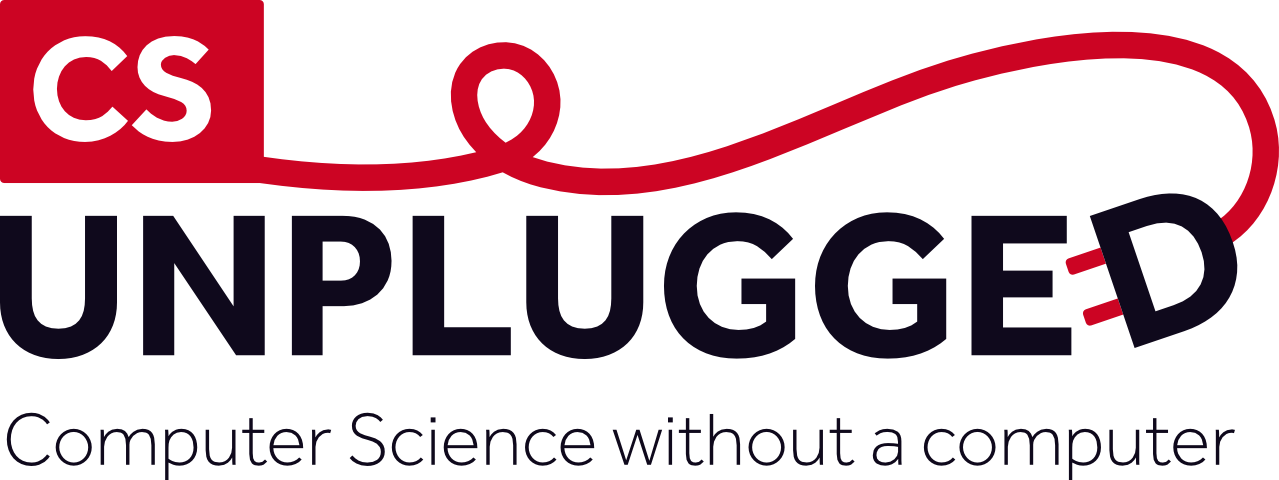 CS
UNPLUGGED
Computer Science without a computer